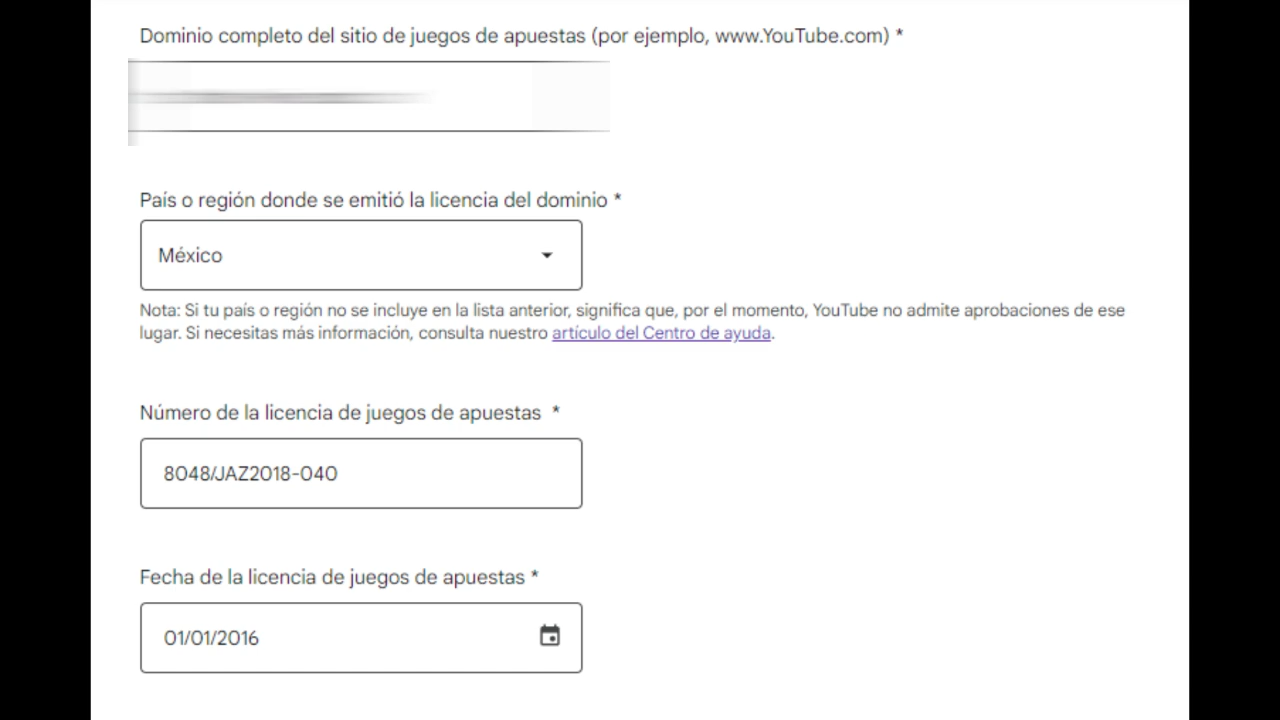 Dominio completo del sitio de juegos de apuestas (por ejemplo, www.YouTube.com) *
País o región donde se emitió la licencia del dominio *
México
Nota: Si tu país o región no se incluye en la lista anterior, significa que, por el momento, YouTube no admite aprobaciones de ese
lugar. Si necesitas más información, consulta nuestro artículo del Centro de ayuda.
Número de la licencia de juegos de apuestas *
8048/JAZ2018-040
Fecha de la licencia de juegos de apuestas *
01/01/2016